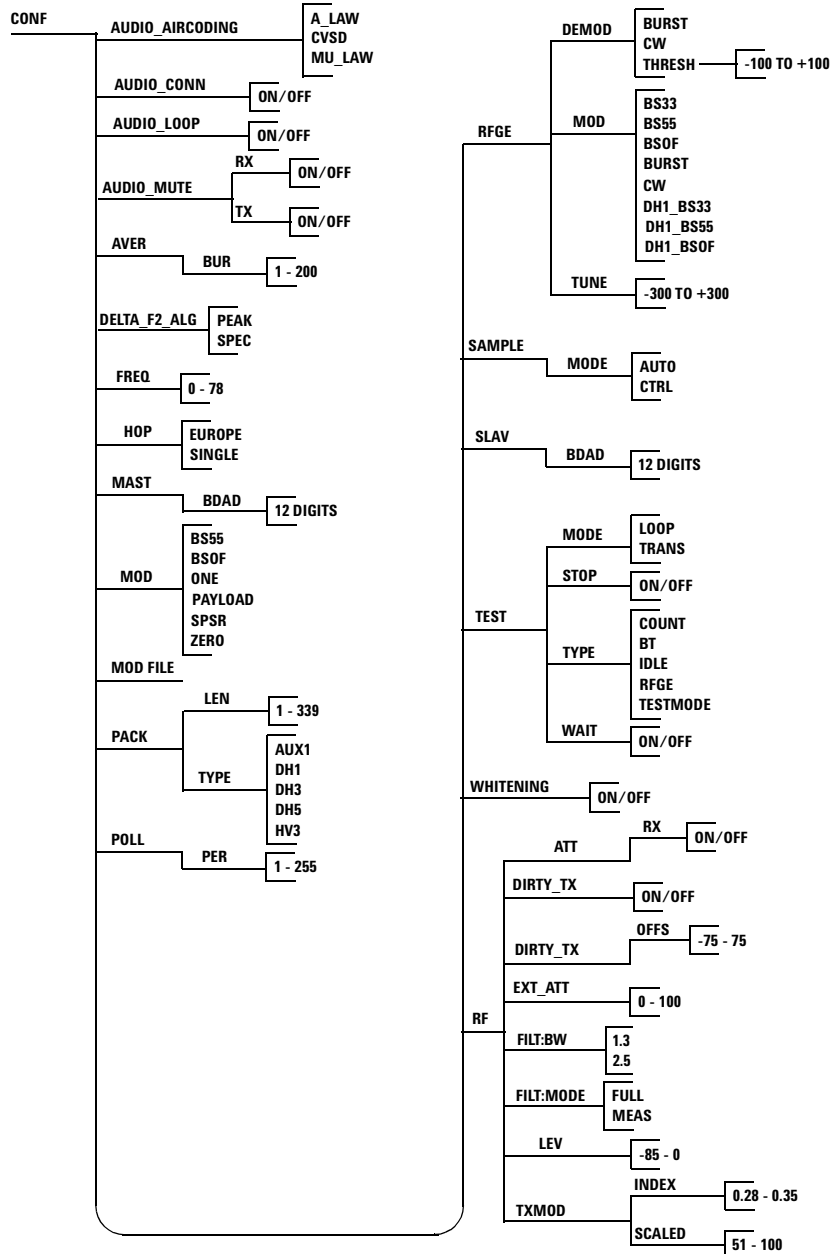 CONF
AUDIO_AIRCODING
A_LAW
CVSD
MU_LAW
AUDIO_CONN
ON/OFF
AUDIO_LOOP
ON/OFF
AUDIO_MUTE
RX
ON/OFF
TX
ON/OFF
AVER
BUR
1 - 200
DELTA_F2_ALG
PEAK
SPEC
FREQ
0 - 78
HOP
EUROPE
SINGLE
MAST
BDAD
12 DIGITS
MOD
BS55
BSOF
ONE
PAYLOAD
SPSR
ZERO
MOD FILE
PACK
LEN
1 - 339
TYPE
AUX1
DH1
DH3
DH5
HV3
POLL
PER
1 - 255
RFGE
DEMOD
BURST
CW
THRESH
-100 TO +100
MOD
BS33
BS55
BSOF
BURST
CW
DH1_BS33
DH1_BS55
DH1_BSOF
TUNE
-300 TO +300
SAMPLE
MODE
AUTO
CTRL
SLAV
BDAD
12 DIGITS
TEST
MODE
LOOP
TRANS
STOP
ON/OFF
TYPE
COUNT
BT
IDLE
RFGE
TESTMODE
WAIT
ON/OFF
WHITENING
ON/OFF
RF
ATT
RX
ON/OFF
DIRTY_TX
ON/OFF
DIRTY_TX
OFFS
-75 - 75
EXT_ATT
0 - 100
FILT:BW
1.3
2.5
FILT:MODE
FULL
MEAS
LEV
-85 - 0
TXMOD
INDEX
0.28 - 0.35
SCALED
51 - 100